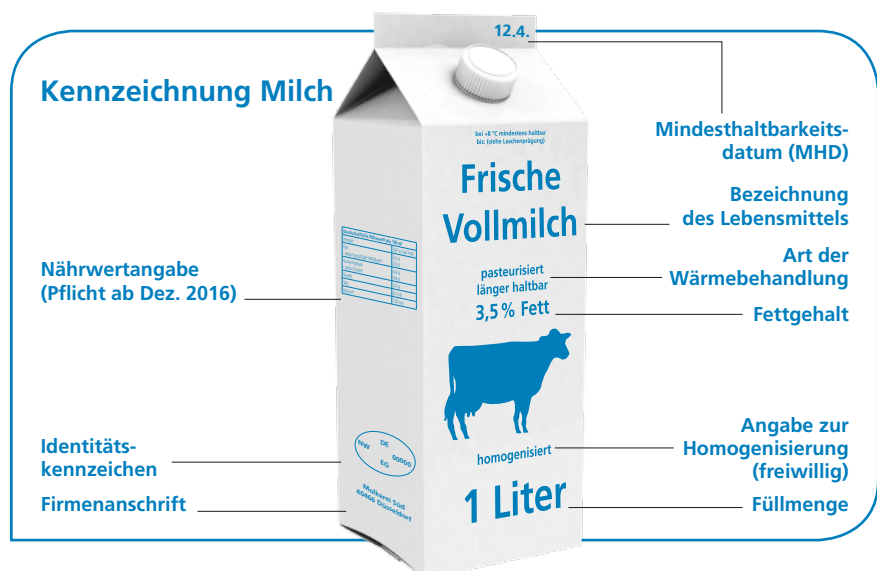 12.4.
Kennzeichnung Milch
Mindesthaltbarkeits-
datum (MHD)
bei +8 °C mindestens haltbar
bis: (siehe Laschenprägung)
Frische
Vollmilch
Bezeichnung
des Lebensmittels
pasteurisiert
länger haltbar
Art der
Wärmebehandlung
3,5% Fett
Fettgehalt
Nährwertangabe
(Pflicht ab Dez. 2016)
Identitäts-
kennzeichen
NW DE 00000
EG
homogenisiert
Angabe zur
Homogenisierung
(freiwillig)
Firmenanschrift
Molkerei Süd
40466 Düsseldorf
1 Liter
Füllmenge